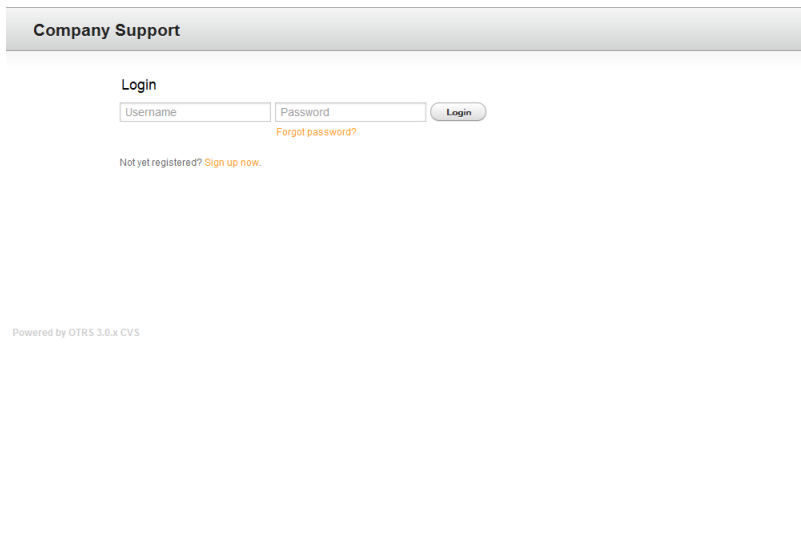 Company Support
Login
Username Password Login
Forgot password?
Not yet registered? Sign up now.
Powered by OTRS 3.0.x CVS